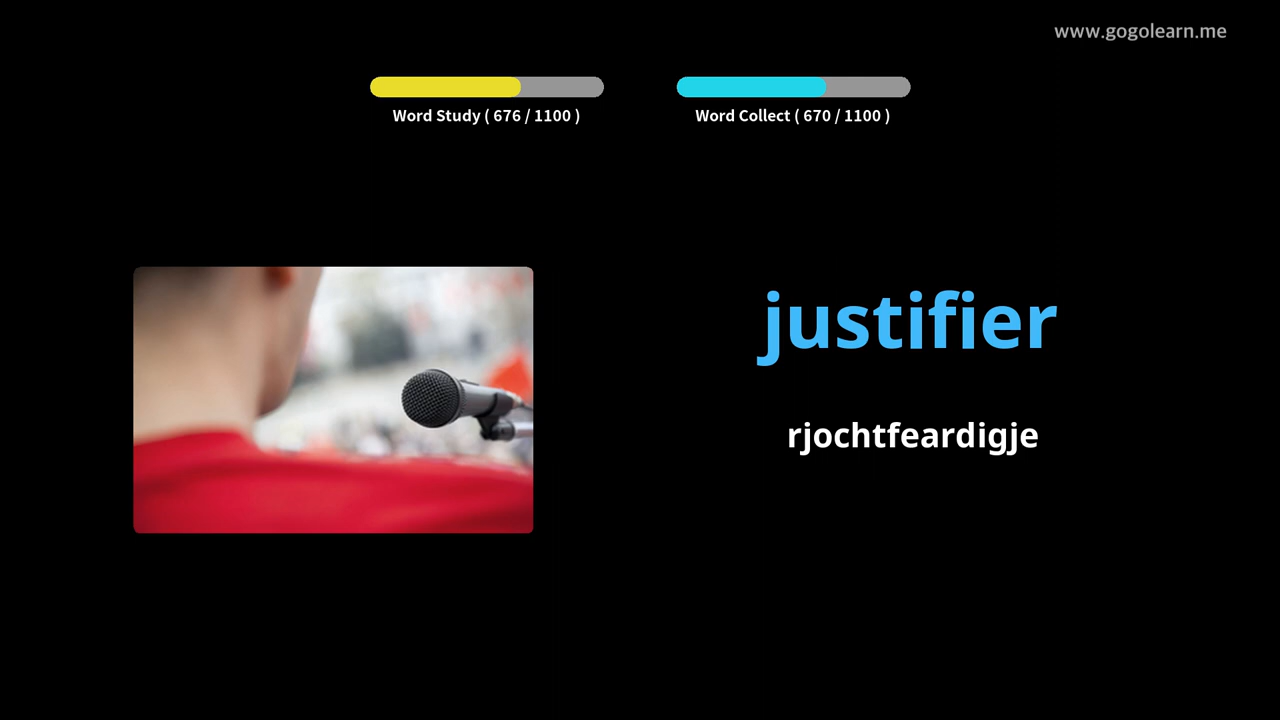 www.gogolearn.me
Word Study ( 676 / 1100 )
Word Collect ( 670 / 1100 )
justifier
rjochtfeardigje